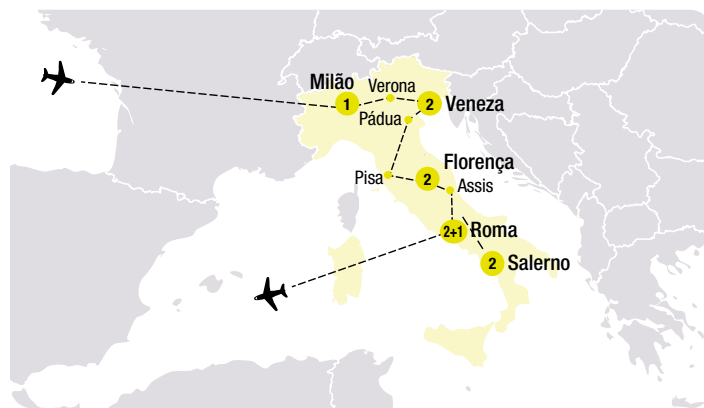 Milão
1
Verona
2 Veneza
Pádua
Florença
Pisa
2
Assis
2+1 Roma
2 Salerno